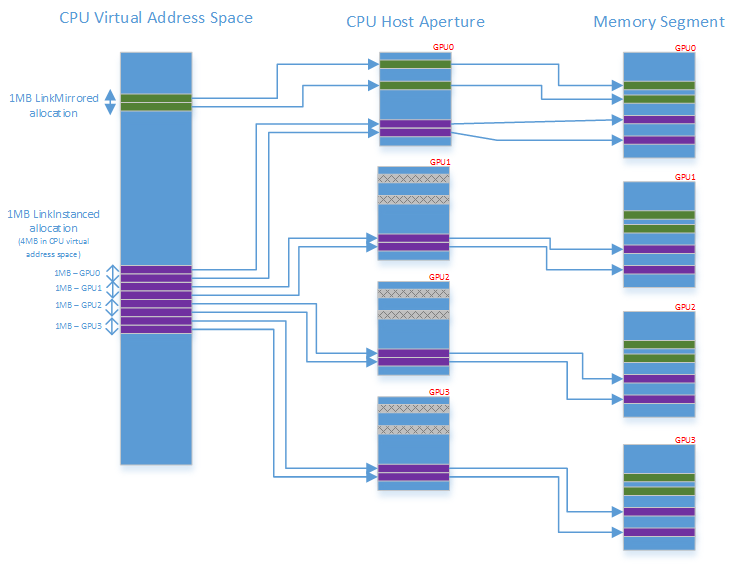 CPU Virtual Address Space
CPU Host Aperture
Memory Segment
GPU0
GPU0
1MB LinkMirrored
allocation
GPU1
GPU1
1MB LinkInstanced
allocation
(4MB in CPU virtual
address space)
1MB – GPU0
1MB – GPU1
1MB – GPU2
1MB – GPU3
GPU2
GPU2
GPU3
GPU3